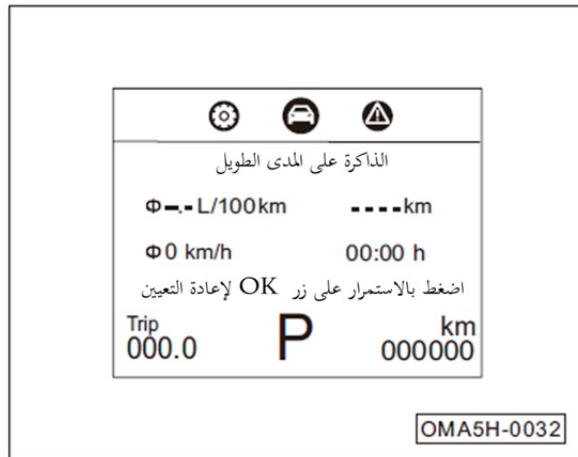 الذاكرة على المدى الطويل
Φ--.- L/100km ----km
Φ0 km/h 00:00 h
اضغط بالاستمرار على زر OK لإعادة التعيين
Trip km
000.0 P 000000
OMA5H-0032